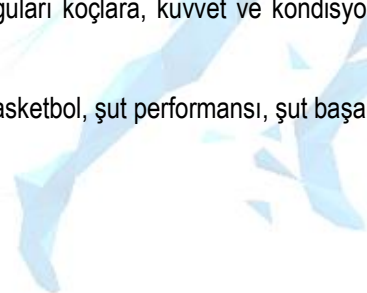 guları koçlara, kuvvet ve kondisyo
asketbol, şut performansı, şut başa